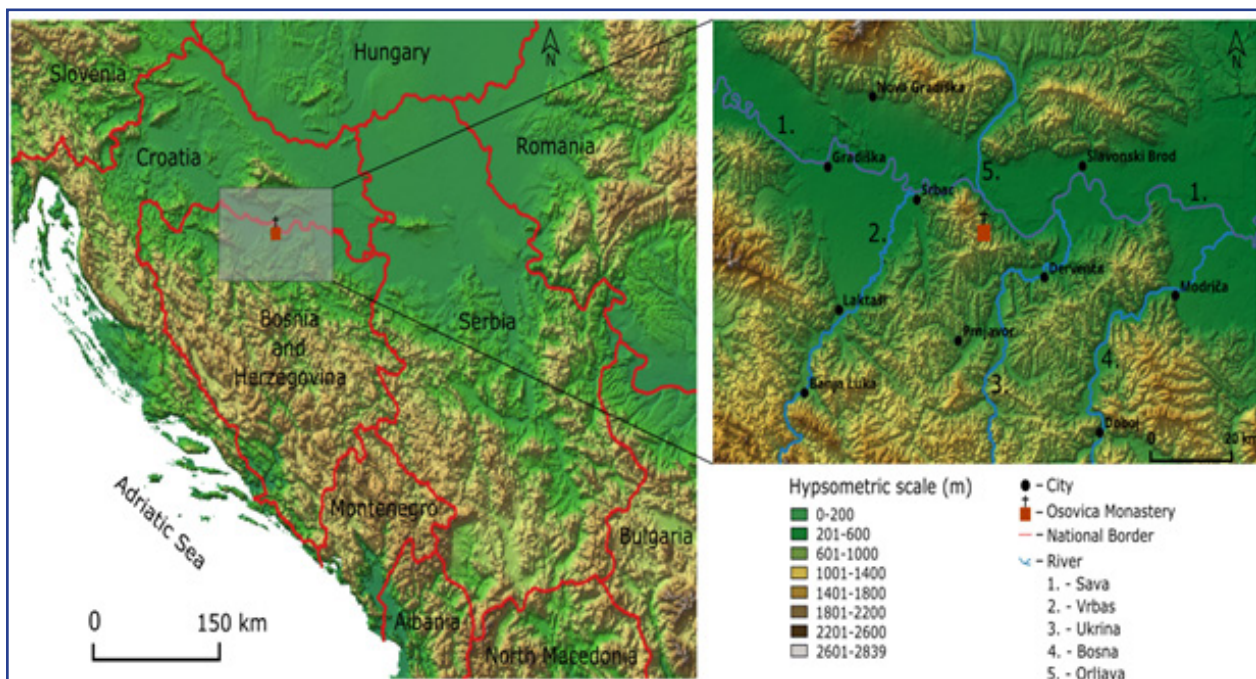 Hungary
Slovenia
Croatia
Romania
Bosnia
and
Herzegovina
Serbia
Montenegro
Bulgaria
Albania
North Macedonia
Adriatic Sea
0 150 km
N
N
Nova Gradiška
1.
Gradiška
5.
Slavonski Brod
Srbac
1.
2.
Derventa
Modriča
Laktaši
Prnjavor
4.
3.
Banja Luka
Doboj
0 20 km
Hypsometric scale (m)
0-200
201-600
601-1000
1001-1400
1401-1800
1801-2200
2201-2600
2601-2839
- City
- Osovica Monastery
- National Border
- River
1. - Sava
2. - Vrbas
3. - Ukrina
4. - Bosna
5. - Orljava